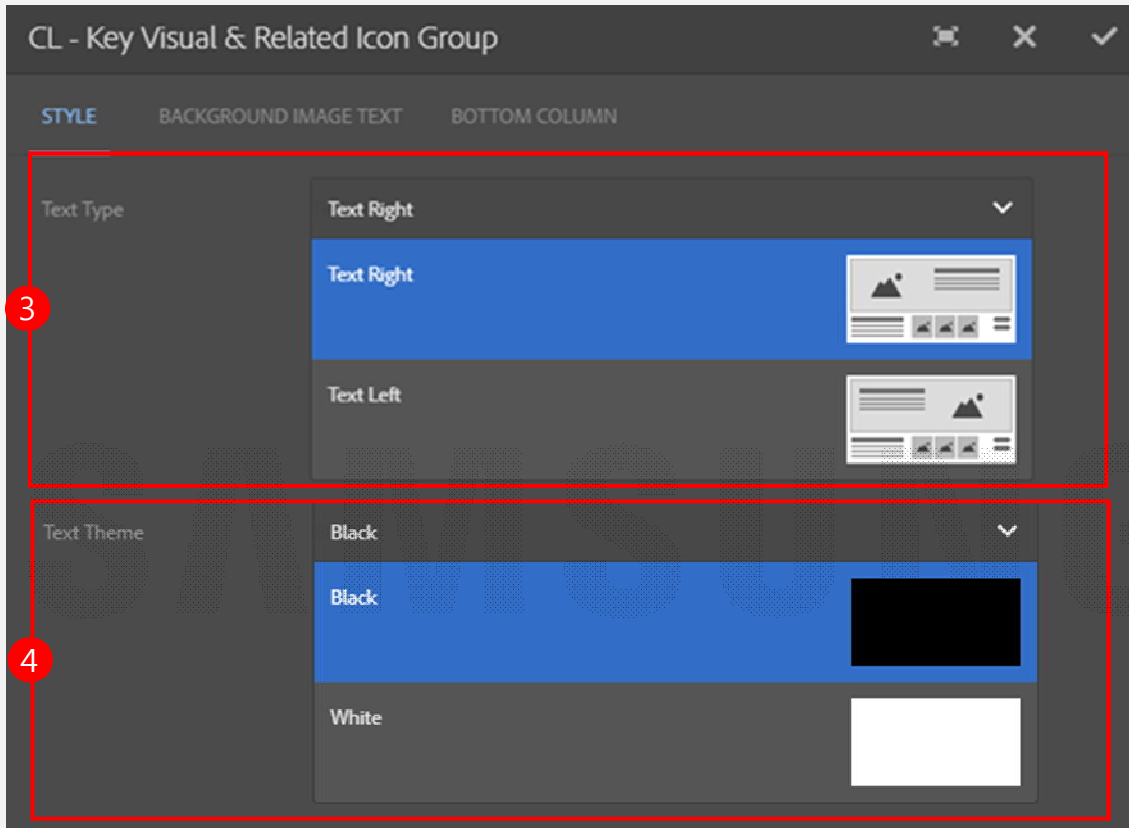 CL - Key Visual & Related Icon Group
STYLE BACKGROUND IMAGE TEXT BOTTOM COLUMN
Text Type Text Right
Text Right
3
Text Left
SAMSUNG
Text Theme Black
Black
4
White